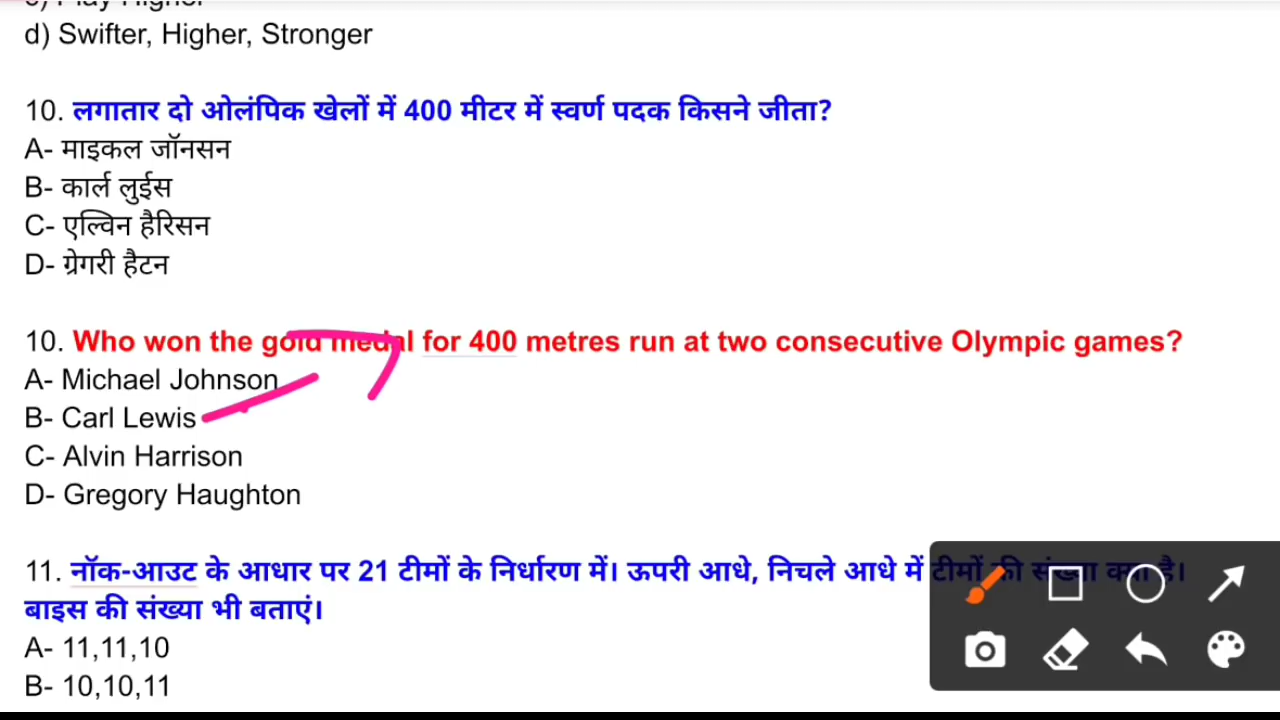 c) Play Higher
d) Swifter, Higher, Stronger
10. लगातार दो ओलंपिक खेलों में 400 मीटर में स्वर्ण पदक किसने जीता?
A- माइकल जॉनसन
B- कार्ल लुईस
C- एल्विन हैरिसन
D- ग्रेगरी हैटन
10. Who won the gold medal for 400 metres run at two consecutive Olympic games?
A- Michael Johnson
B- Carl Lewis
C- Alvin Harrison
D- Gregory Haughton
11. नॉक-आउट के आधार पर 21 टीमों के निर्धारण में। ऊपरी आधे, निचले आधे में टीमों की संख्या क्या है।
बाइस की संख्या भी बताएं।
A- 11,11,10
B- 10,10,11